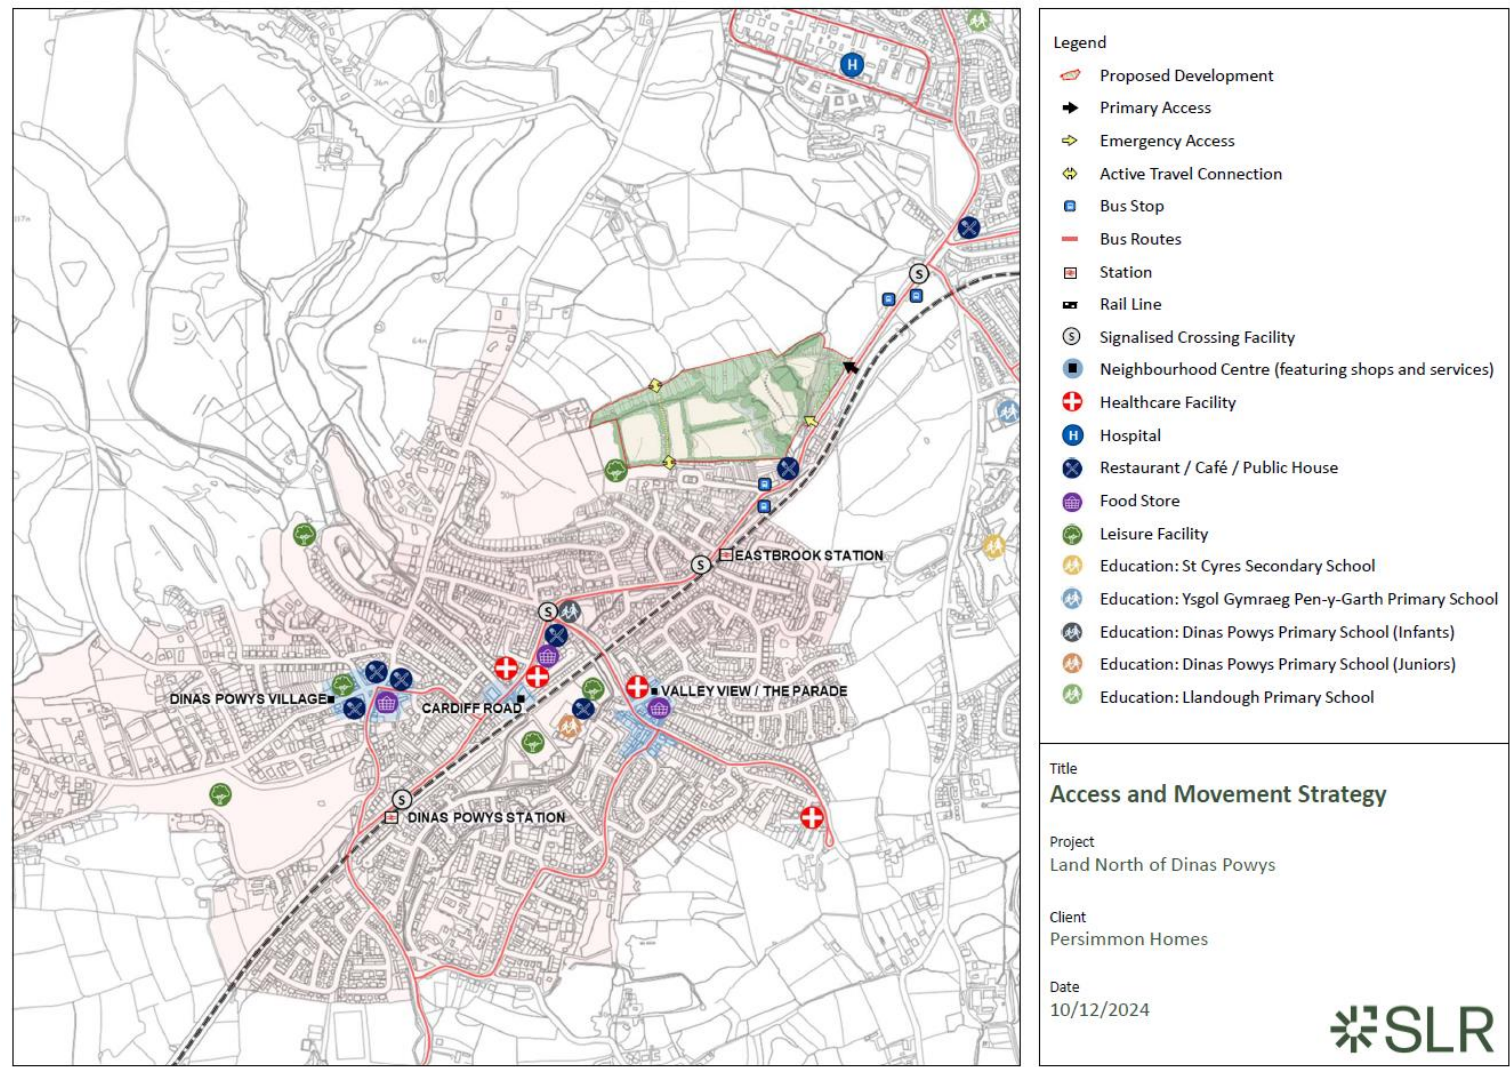 H
S
36m
64m
EASTBROOK STATION
S
S
DINAS POWYS VILLAGE
CARDIFF ROAD
VALLEY VIEW / THE PARADE
S
DINAS POWYS STATION
Legend
Proposed Development
Primary Access
Emergency Access
Active Travel Connection
Bus Stop
Bus Routes
Station
Rail Line
S Signalised Crossing Facility
Neighbourhood Centre (featuring shops and services)
Healthcare Facility
H Hospital
Restaurant / Café / Public House
Food Store
Leisure Facility
Education: St Cyres Secondary School
Education: Ysgol Gymraeg Pen-y-Garth Primary School
Education: Dinas Powys Primary School (Infants)
Education: Dinas Powys Primary School (Juniors)
Education: Llandough Primary School
Title
Access and Movement Strategy
Project
Land North of Dinas Powys
Client
Persimmon Homes
Date
10/12/2024
SLR